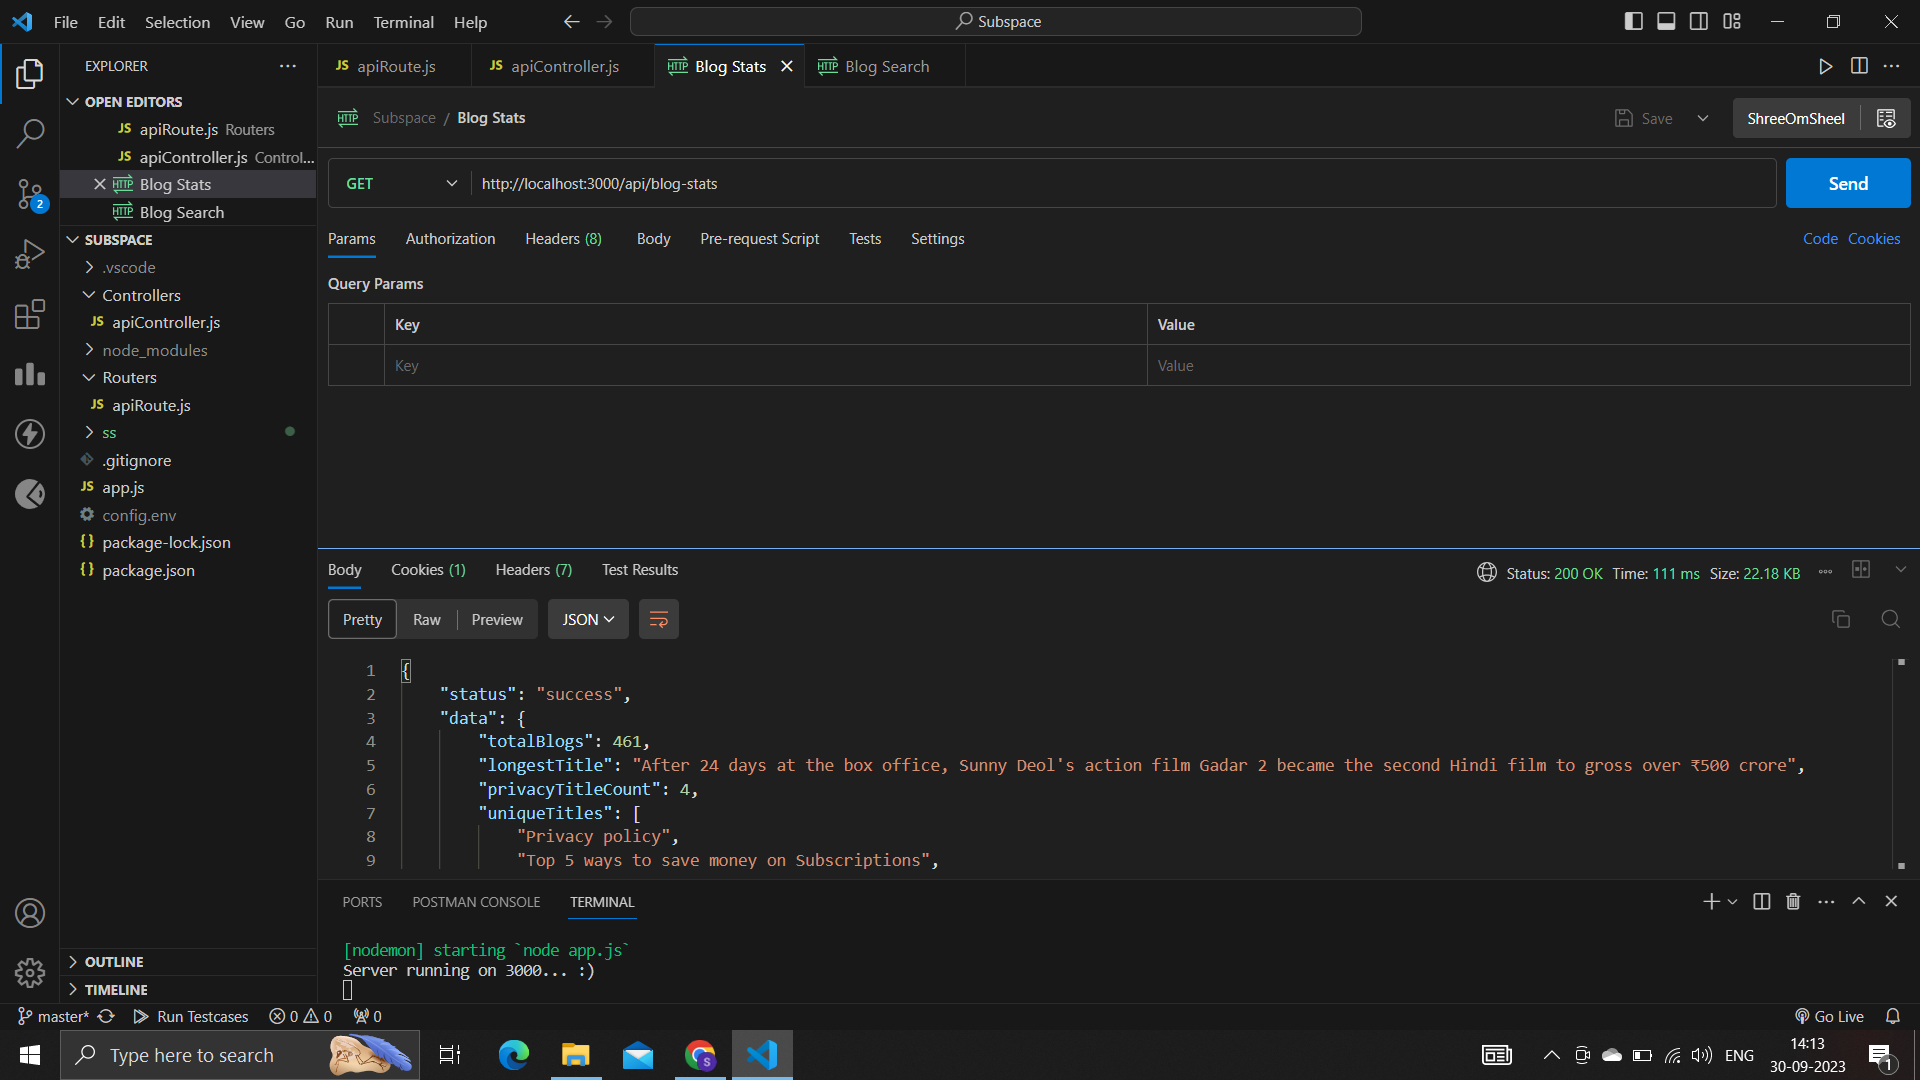 File Edit Selection View Go Run Terminal Help Subspace
EXPLORER
OPEN EDITORS
JS apiRoute.js Routers
JS apiController.js Control...
HTTP Blog Stats
HTTP Blog Search
SUBSPACE
.vscode
Controllers
JS apiController.js
node_modules
Routers
JS apiRoute.js
ss
.gitignore
JS app.js
config.env
{} package-lock.json
{} package.json
OUTLINE
TIMELINE
2
JS apiRoute.js JS apiController.js HTTP Blog Stats HTTP Blog Search
HTTP Subspace / Blog Stats Save ShreeOmSheel
GET http://localhost:3000/api/blog-stats Send
Params Authorization Headers (8) Body Pre-request Script Tests Settings Code Cookies
Query Params
Key Value
Key Value
Body Cookies (1) Headers (7) Test Results Status: 200 OK Time: 111 ms Size: 22.18 KB
Pretty Raw Preview JSON
1 {
2 "status": "success",
3 "data": {
4 "totalBlogs": 461,
5 "longestTitle": "After 24 days at the box office, Sunny Deol's action film Gadar 2 became the second Hindi film to gross over ₹500 crore",
6 "privacyTitleCount": 4,
7 "uniqueTitles": [
8 "Privacy policy",
9 "Top 5 ways to save money on Subscriptions",
PORTS POSTMAN CONSOLE TERMINAL
[nodemon] starting `node app.js`
Server running on 3000... :)
master* Run Testcases 0 0 0 Go Live
Type here to search S ENG 14:13
30-09-2023 1